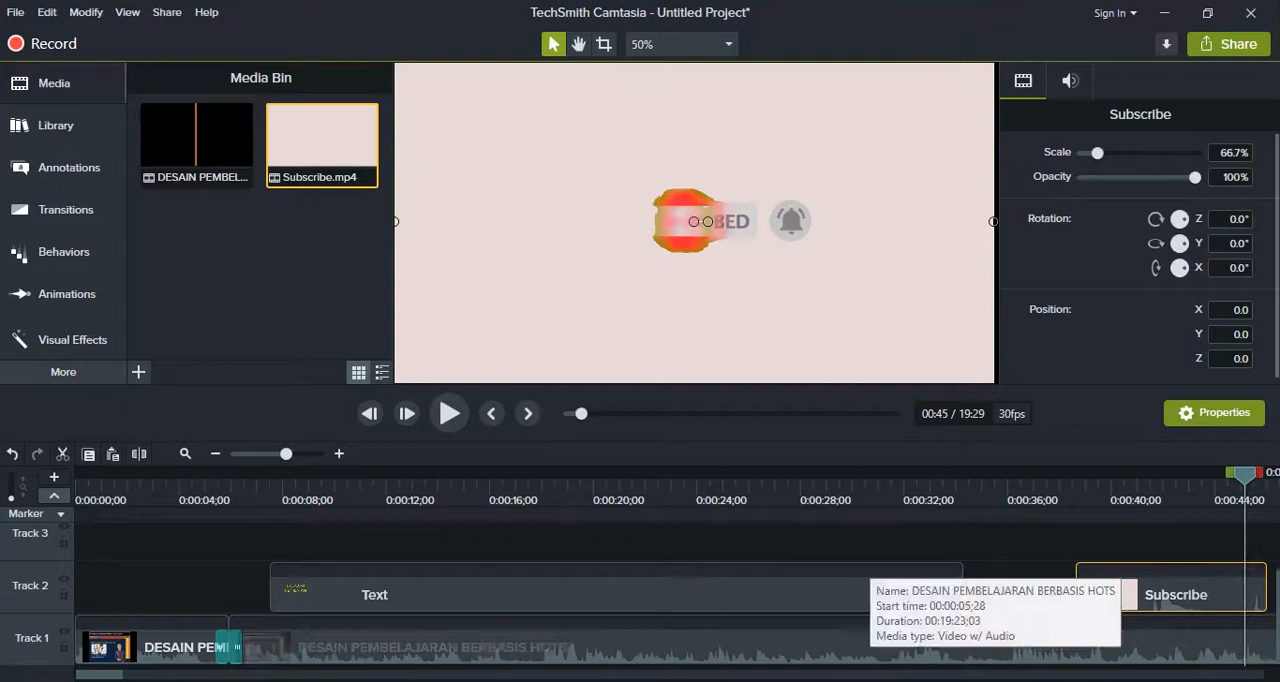 File Edit Modify View Share Help
TechSmith Camtasia - Untitled Project*
Sign In
Record
50%
Share
Media
Library
Annotations
Transitions
Behaviors
Animations
Visual Effects
More
Media Bin
DESAIN PEMBEL...
Subscribe.mp4
BED
Subscribe
Scale 66.7%
Opacity 100%
Rotation: Z 0.0°
Y 0.0°
X 0.0°
Position: X 0.0
Y 0.0
Z 0.0
00:45 / 19:29 30fps
Properties
0:00:00;00 0:00:04;00 0:00:08;00 0:00:12;00 0:00:16;00 0:00:20;00 0:00:24;00 0:00:28;00 0:00:32;00 0:00:36;00 0:00:40;00 0:00:44;00
Marker
Track 3
Track 2
Text
Subscribe
Name: DESAIN PEMBELAJARAN BERBASIS HOTS
Start time: 00:00:05;28
Duration: 00:19:23;03
Media type: Video w/ Audio
Track 1
DESAIN PEMI
DESAIN PEMBELAJARAN BERBASIS HOTS